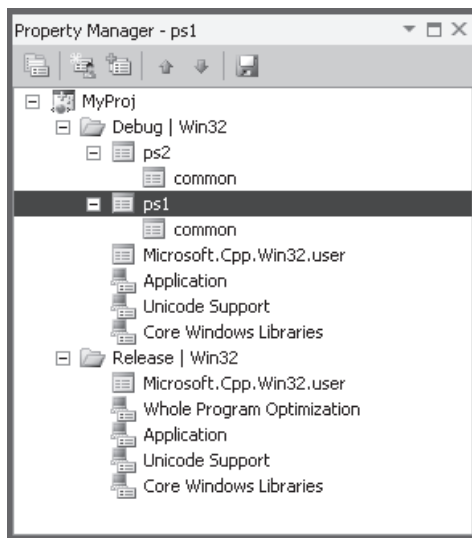 Property Manager - ps1
MyProj
Debug | Win32
ps2
common
ps1
common
Microsoft.Cpp.Win32.user
Application
Unicode Support
Core Windows Libraries
Release | Win32
Microsoft.Cpp.Win32.user
Whole Program Optimization
Application
Unicode Support
Core Windows Libraries